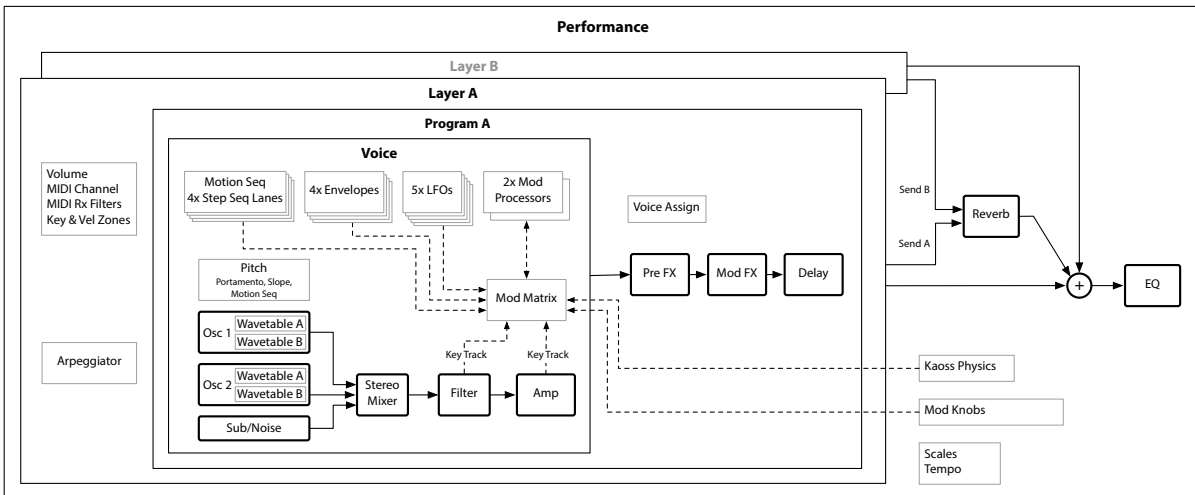 Performance
Layer B
Layer A
Program A
Voice
Volume
MIDI Channel
MIDI Rx Filters
Key & Vel Zones
Motion Seq
4x Step Seq Lanes
4x Envelopes
5x LFOs
2x Mod
Processors
Voice Assign
Send B
Reverb
Send A
Pitch
Portamento, Slope,
Motion Seq
Mod Matrix
Pre FX
Mod FX
Delay
+
EQ
Osc 1
Wavetable A
Wavetable B
Arpeggiator
Key Track
Key Track
Kaoss Physics
Osc 2
Wavetable A
Wavetable B
Stereo
Mixer
Filter
Amp
Mod Knobs
Sub/Noise
Scales
Tempo